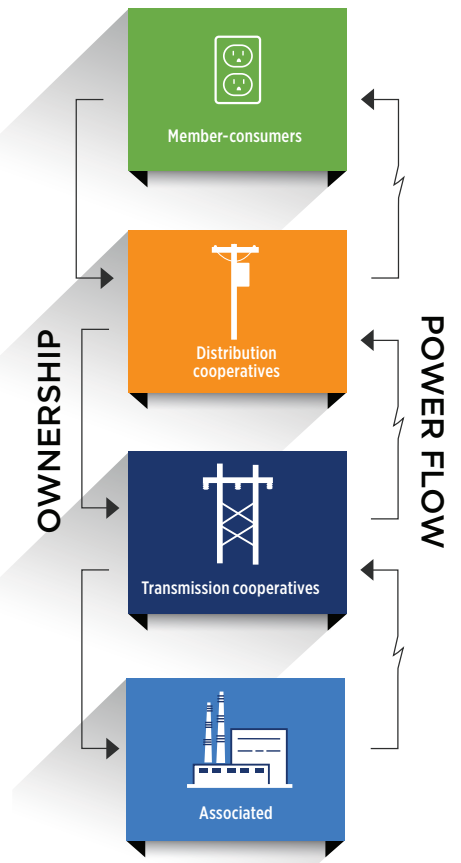 Member-consumers
OWNERSHIP
POWER FLOW
Distribution
cooperatives
Transmission cooperatives
Associated